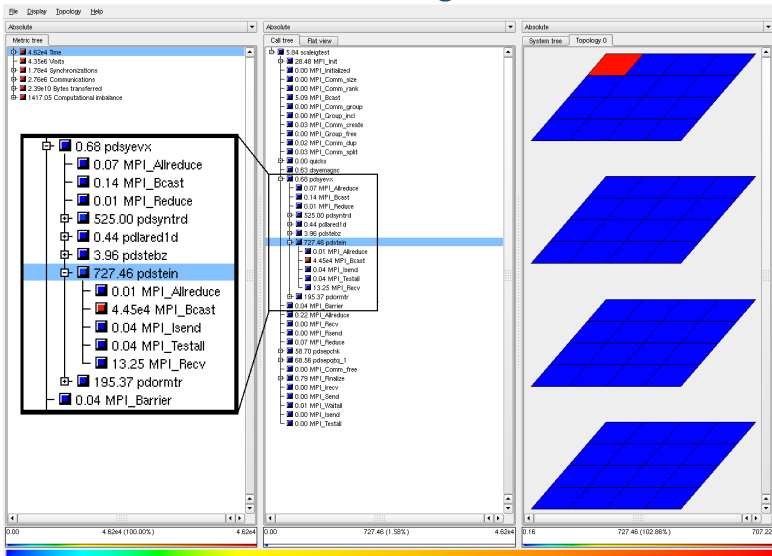 File Display Topology Help
Absolute
Absolute
Absolute
Metric tree
Call tree Flat view
System tree Topology 0
4.62e4 Time
4.35e6 Visits
1.78e4 Synchronizations
2.76e6 Communications
2.39e10 Bytes transferred
1417.05 Computational imbalance
0.68 pdsyevx
0.07 MPI_Allreduce
0.14 MPI_Bcast
0.01 MPI_Reduce
525.00 pdsyntrd
0.44 pdlared1d
3.96 pdstebz
727.46 pdstein
0.01 MPI_Allreduce
4.45e4 MPI_Bcast
0.04 MPI_Isend
0.04 MPI_Testall
13.25 MPI_Recv
195.37 pdormtr
0.04 MPI_Barrier
5.84 scaleigtest
28.48 MPI_Init
0.00 MPI_Initialized
0.00 MPI_Comm_size
0.00 MPI_Comm_rank
5.09 MPI_Bcast
0.00 MPI_Comm_group
0.00 MPI_Group_incl
0.03 MPI_Comm_create
0.00 MPI_Group_free
0.02 MPI_Comm_dup
0.03 MPI_Comm_split
0.00 quicks
0.63 dsyemagsc
0.68 pdsyevx
0.07 MPI_Allreduce
0.14 MPI_Bcast
0.01 MPI_Reduce
525.00 pdsyntrd
0.44 pdlared1d
3.96 pdstebz
727.46 pdstein
0.01 MPI_Allreduce
4.45e4 MPI_Bcast
0.04 MPI_Isend
0.04 MPI_Testall
13.25 MPI_Recv
195.37 pdormtr
0.04 MPI_Barrier
0.22 MPI_Allreduce
0.00 MPI_Recv
0.00 MPI_Rsend
0.07 MPI_Reduce
58.70 pdsepchk
68.56 pdsepqtq_1
0.00 MPI_Comm_free
0.79 MPI_Finalize
0.00 MPI_Irecv
0.00 MPI_Send
0.01 MPI_Waitall
0.00 MPI_Isend
0.00 MPI_Testall
0.00 4.62e4 (100.00%) 4.62e4
0.00 727.46 (1.58%) 4.62e4
0.16 727.46 (102.86%) 707.22